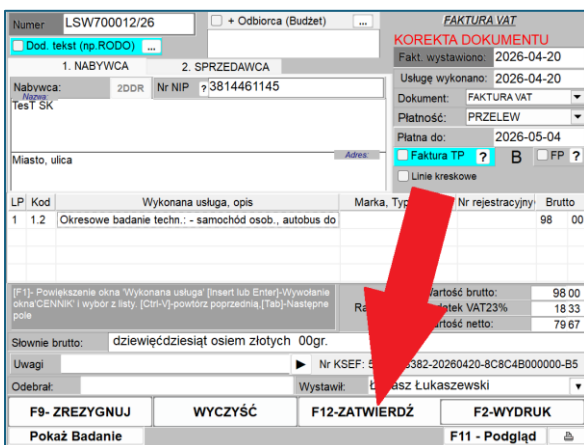 Numer LSW700012/26 + Odbiorca (Budżet) ... FAKTURA VAT
Dod. tekst (np.RODO) ... KOREKTA DOKUMENTU
Fakt. wystawiono: 2026-04-20
1. NABYWCA 2. SPRZEDAWCA
Usługę wykonano: 2026-04-20
Nabywca: 2DDR Nr NIP ? 3814461145
Nazwa:
Dokument: FAKTURA VAT
TesT SK
Płatność: PRZELEW
Płatna do: 2026-05-04
Miasto, ulica Adres: Faktura TP ? B FP ?
Linie kreskowe
LP Kod Wykonana usługa, opis Marka, Nr rejestracyjny Brutto
1 1.2 Okresowe badanie techn.: - samochód osob., autobus do 98 00
[F1]- Powiększenie okna 'Wykonana usługa' [Insert lub Enter]-Wywołanie
okna'CENNIK' i wybór z listy. [Ctrl-V]-powtórz poprzednią.[Tab]-Następne
pole
brutto: 98 00
VAT23% 18 33
netto: 79 67
Słownie brutto: dziewięćdziesiąt osiem złotych 00gr.
Uwagi Nr KSEF: 382-20260420-8C8C4B000000-B5
Odebrał: Wystawił: Łukaszewski
F9- ZREZYGNUJ WYCZYŚĆ F12-ZATWIERDŹ F2-WYDRUK
Pokaż Badanie F11 - Podgląd